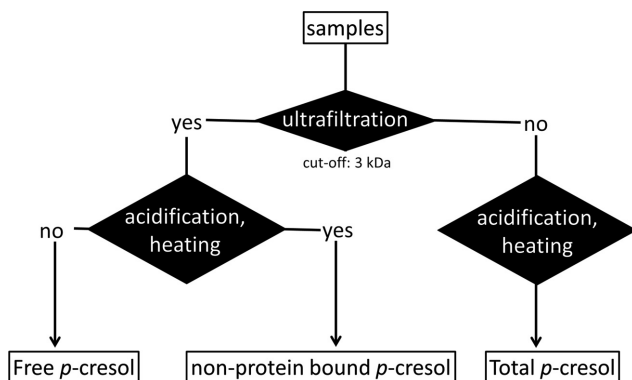 samples
ultrafiltration
yes
no
cut-off: 3 kDa
acidification,
heating
no
yes
acidification,
heating
Free p-cresol
non-protein bound p-cresol
Total p-cresol